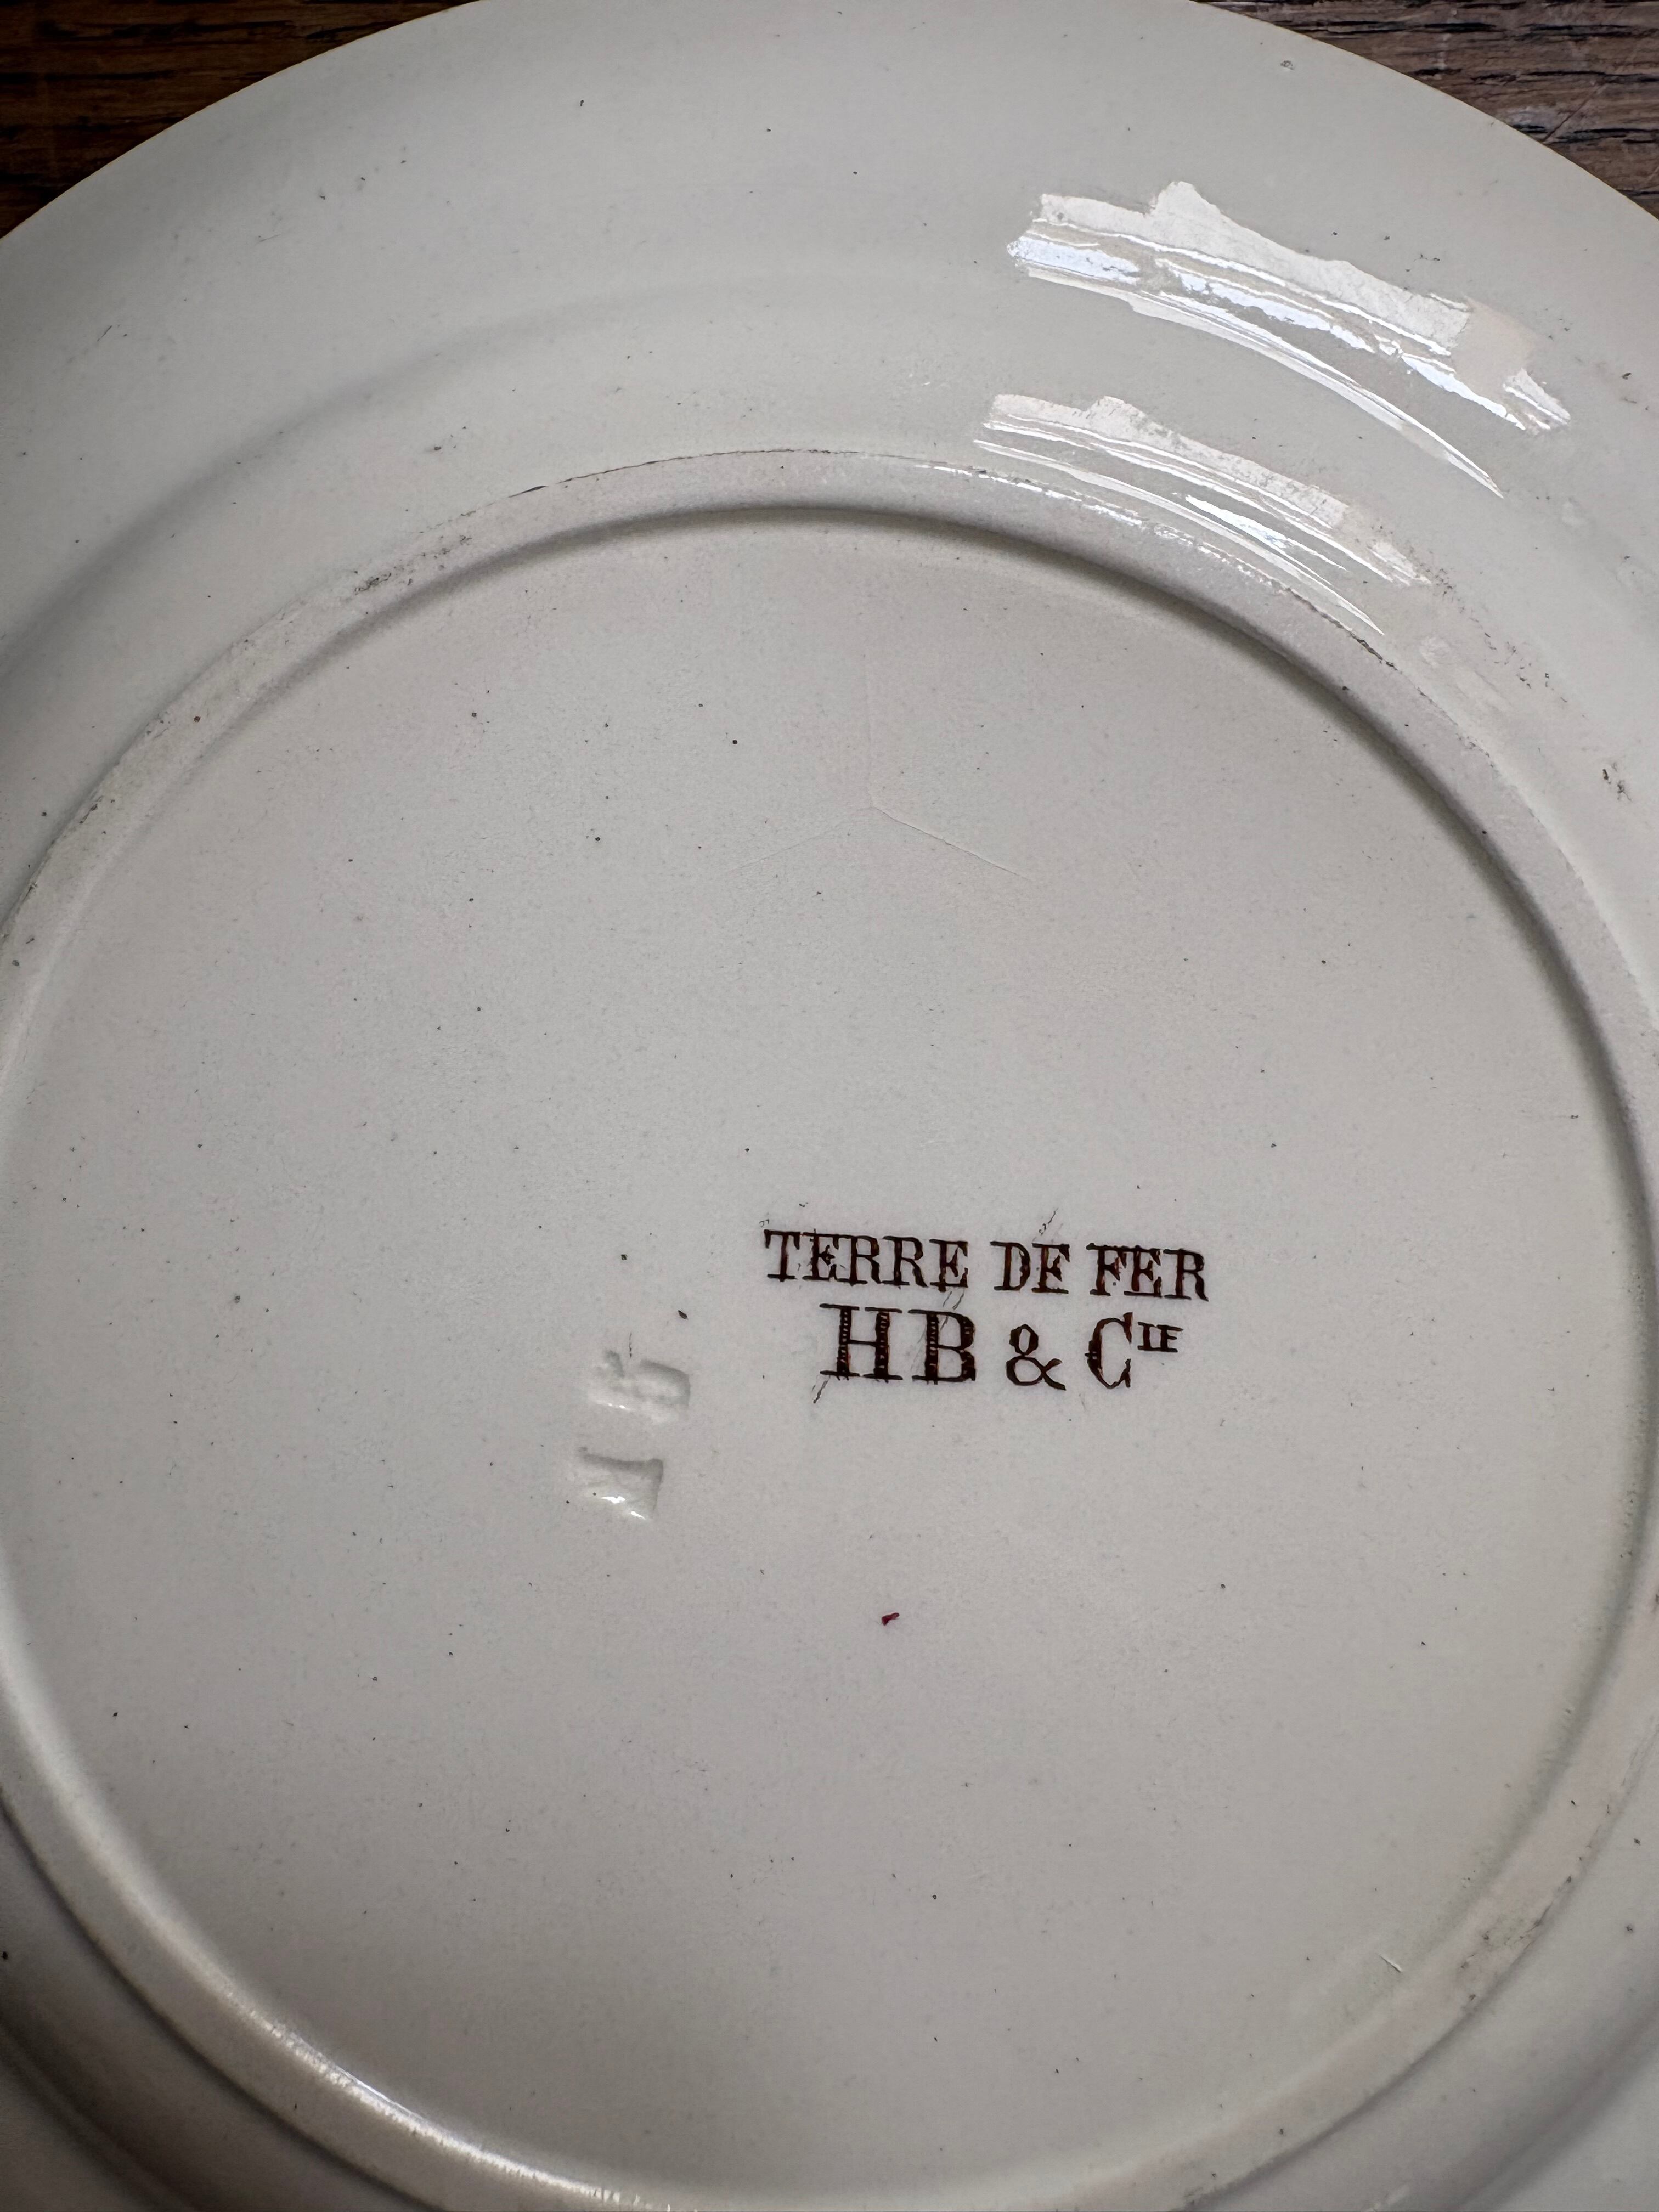 TERRE DE FER
HB & CIE